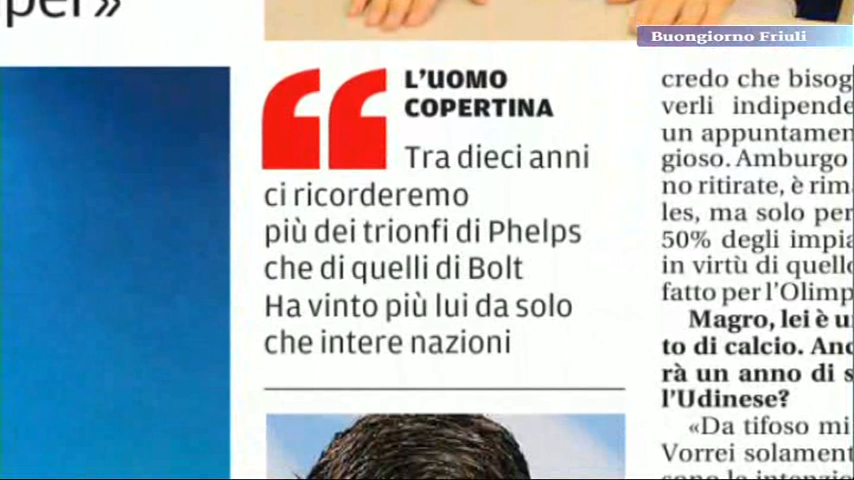 per»
Buongiorno Friuli
L'UOMO
COPERTINA
Tra dieci anni
ci ricorderemo
più dei trionfi di Phelps
che di quelli di Bolt
Ha vinto più lui da solo
che intere nazioni
credo che bisog
verli indipende
un appuntamen
gioso. Amburgo
no ritirate, è rima
les, ma solo per
50% degli impia
in virtù di quello
fatto per l'Olimp
Magro, lei è u
to di calcio. Anc
rà un anno di s
l'Udinese?
«Da tifoso mi
Vorrei solament